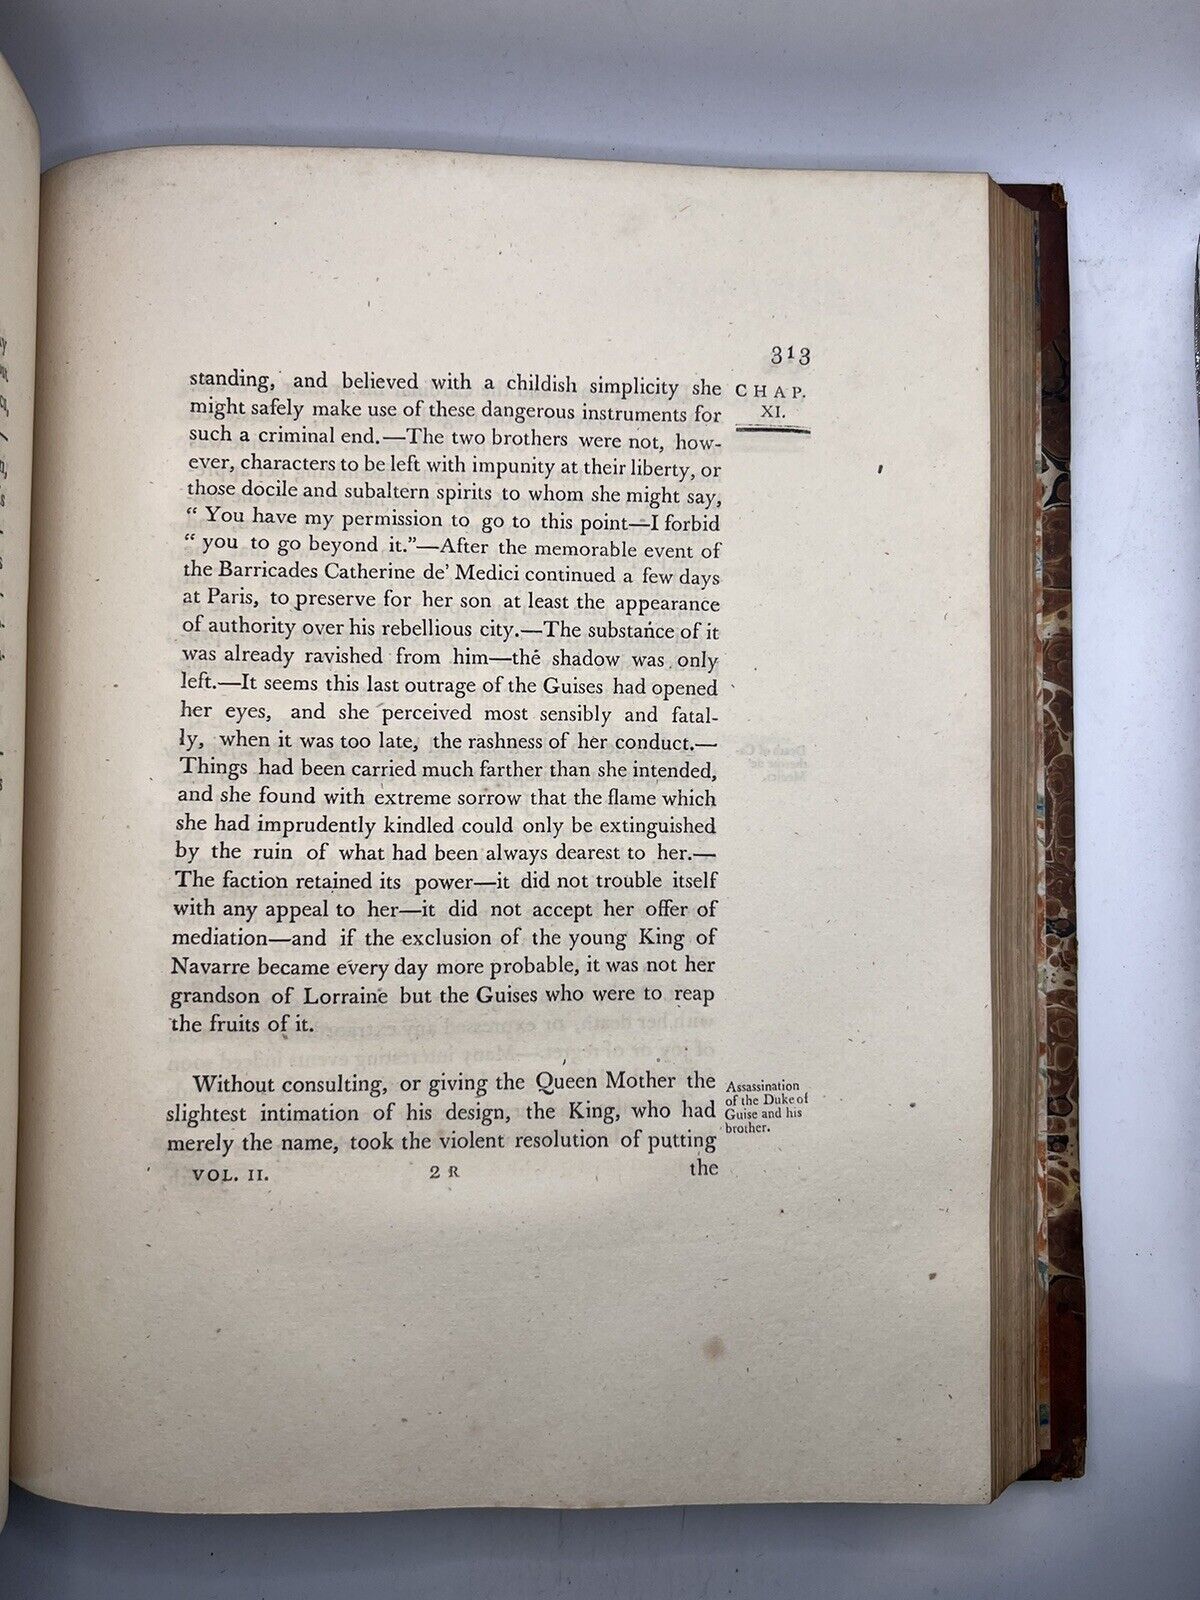 313
CHAP.
XI.
standing, and believed with a childish simplicity she
might safely make use of these dangerous instruments for
such a criminal end.—The two brothers were not, how-
ever, characters to be left with impunity at their liberty, or
those docile and subaltern spirits to whom she might say,
“ You have my permission to go to this point—I forbid
“ you to go beyond it.”—After the memorable event of
the Barricades Catherine de' Medici continued a few days
at Paris, to preserve for her son at least the appearance
of authority over his rebellious city.—The substance of it
was already ravished from him—the shadow was only
left.—It seems this last outrage of the Guises had opened
her eyes, and she perceived most sensibly and fatal-
ly, when it was too late, the rashness of her conduct.—
Things had been carried much farther than she intended,
and she found with extreme sorrow that the flame which
she had imprudently kindled could only be extinguished
by the ruin of what had been always dearest to her.—
The faction retained its power—it did not trouble itself
with any appeal to her—it did not accept her offer of
mediation—and if the exclusion of the young King of
Navarre became every day more probable, it was not her
grandson of Lorraine but the Guises who were to reap
the fruits of it.
Without consulting, or giving the Queen Mother the
slightest intimation of his design, the King, who had
merely the name, took the violent resolution of putting
Assassination
of the Duke of
Guise and his
brother.
VOL. II. 2 R the